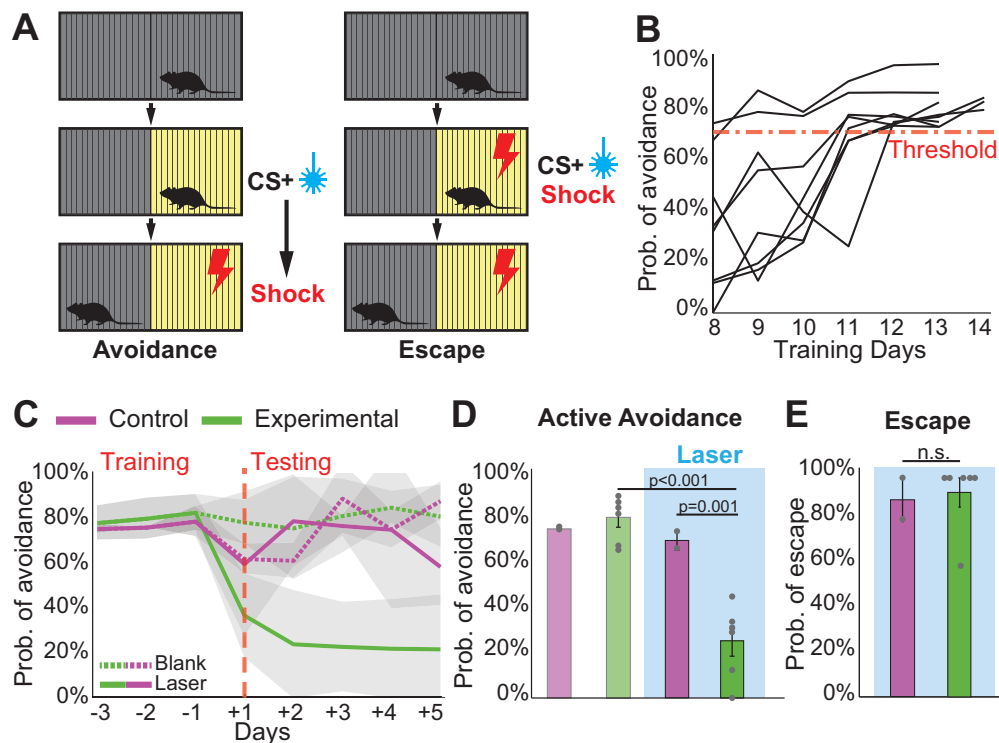 A
CS+
Shock
Avoidance
CS+
Shock
Escape
B
Prob. of avoidance
100%
80%
60%
40%
20%
0%
Threshold
8 9 10 11 12 13 14
Training Days
C
Control Experimental
Training Testing
Prob. of avoidance
100%
80%
60%
40%
20%
0%
Blank
Laser
-3 -2 -1 +1 +2 +3 +4 +5
Days
D
Active Avoidance
Laser
p<0.001
p=0.001
Prob. of avoidance
100%
80%
60%
40%
20%
0%
E
Escape
n.s.
Prob. of escape
100%
80%
60%
40%
20%
0%